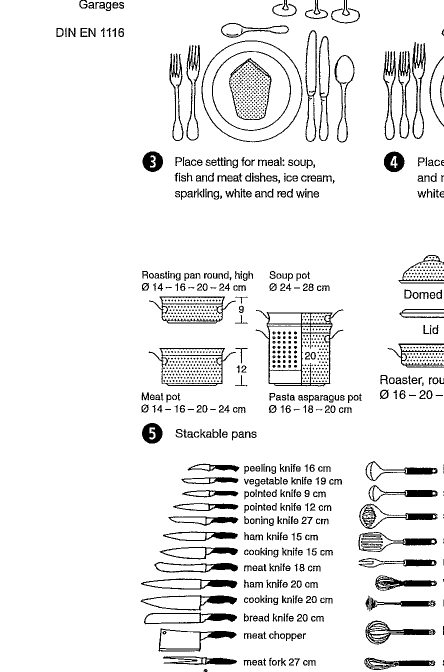 Garages
DIN EN 1116
3 Place setting for meal: soup,
fish and meat dishes, ice cream,
sparkling, white and red wine
4 Place
and r
white
Roasting pan round, high
Ø 14 – 16 – 20 – 24 cm
Soup pot
Ø 24 – 28 cm
9
20
12
Domed
Lid
Roaster, rou
Ø 16 – 20 –
Meat pot
Ø 14 – 16 – 20 – 24 cm
Pasta asparagus pot
Ø 16 – 18 – 20 cm
5 Stackable pans
peeling knife 16 cm
vegetable knife 19 cm
pointed knife 9 cm
pointed knife 12 cm
boning knife 27 cm
ham knife 15 cm
cooking knife 15 cm
meat knife 18 cm
ham knife 20 cm
cooking knife 20 cm
bread knife 20 cm
meat chopper
meat fork 27 cm